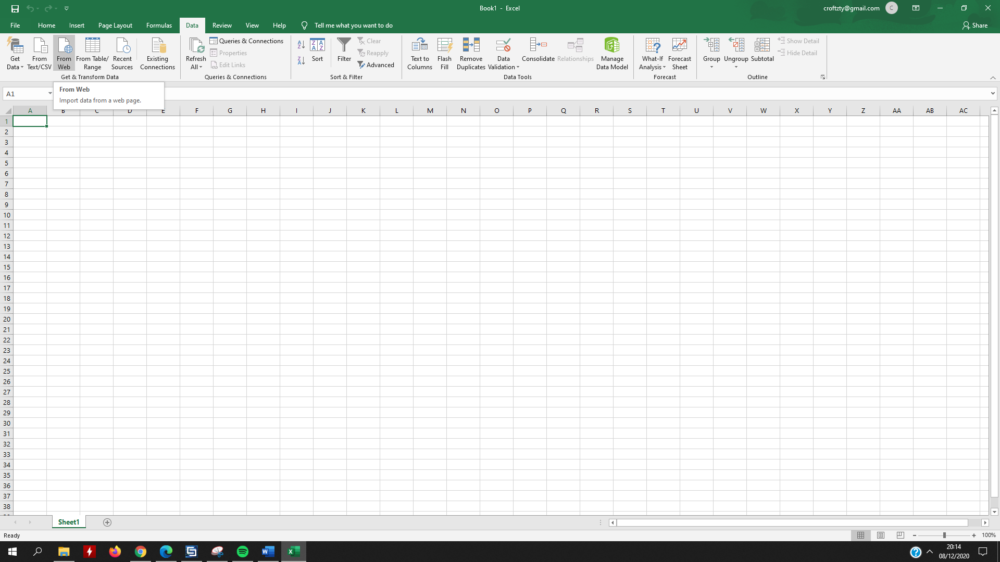 Book1 - Excel
croftzty@gmail.com
C
File Home Insert Page Layout Formulas Data Review View Help Tell me what you want to do
Share
Get Data
From Text/CSV
From Web
From Table/ Range
Recent Sources
Existing Connections
Get & Transform Data
Refresh All
Queries & Connections
Properties
Edit Links
Queries & Connections
Sort
Filter
Clear
Reapply
Advanced
Sort & Filter
Text to Columns
Flash Fill
Remove Duplicates
Data Validation
Consolidate
Relationships
Manage Data Model
Data Tools
What-If Analysis
Forecast Sheet
Forecast
Group
Ungroup
Subtotal
Show Detail
Hide Detail
Outline
A1
From Web
Import data from a web page.
A B C D E F G H I J K L M N O P Q R S T U V W X Y Z AA AB AC
1
2
3
4
5
6
7
8
9
10
11
12
13
14
15
16
17
18
19
20
21
22
23
24
25
26
27
28
29
30
31
32
33
34
35
36
37
38
Sheet1
Ready
100%
20:14
08/12/2020